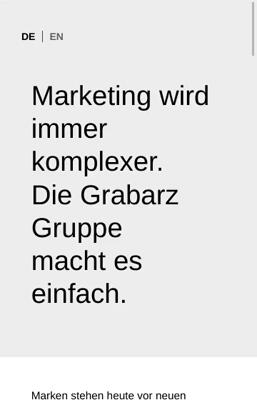 DE | EN
Marketing wird
immer
komplexer.
Die Grabarz
Gruppe
macht es
einfach.
Marken stehen heute vor neuen